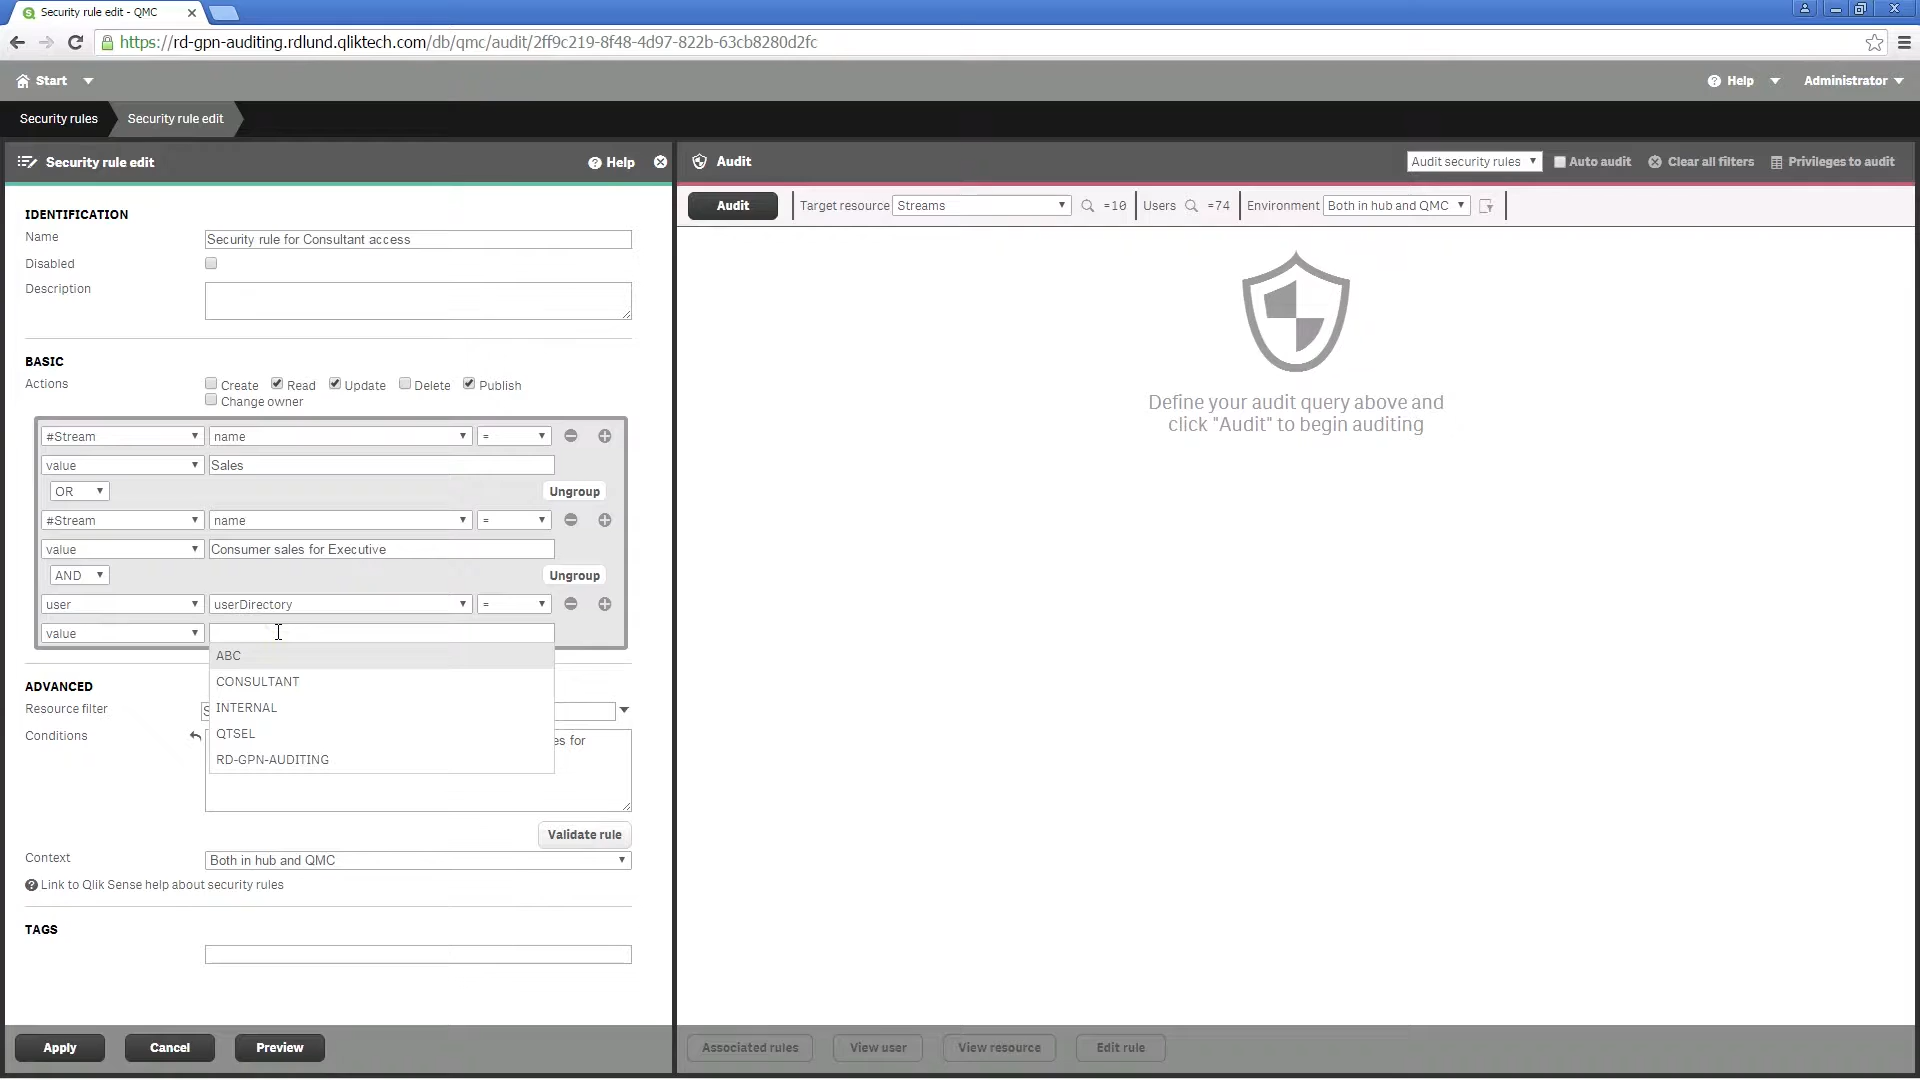 Security rule edit - QMC
https://rd-gpn-auditing.rdlund.qliktech.com/db/qmc/audit/2ff9c219-8f48-4d97-822b-63cb8280d2fc
Start
Help
Administrator
Security rules
Security rule edit
Security rule edit
Help
IDENTIFICATION
Name
Security rule for Consultant access
Disabled
Description
BASIC
Actions
Create
Read
Update
Delete
Publish
Change owner
#Stream
name
=
value
Sales
OR
Ungroup
#Stream
name
=
value
Consumer sales for Executive
AND
Ungroup
user
userDirectory
=
value
ABC
CONSULTANT
INTERNAL
QTSEL
RD-GPN-AUDITING
ADVANCED
Resource filter
Conditions
es for
Validate rule
Context
Both in hub and QMC
Link to Qlik Sense help about security rules
TAGS
Apply
Cancel
Preview
Audit
Audit security rules
Auto audit
Clear all filters
Privileges to audit
Audit
Target resource
Streams
=10
Users
=74
Environment
Both in hub and QMC
Define your audit query above and
click "Audit" to begin auditing
Associated rules
View user
View resource
Edit rule